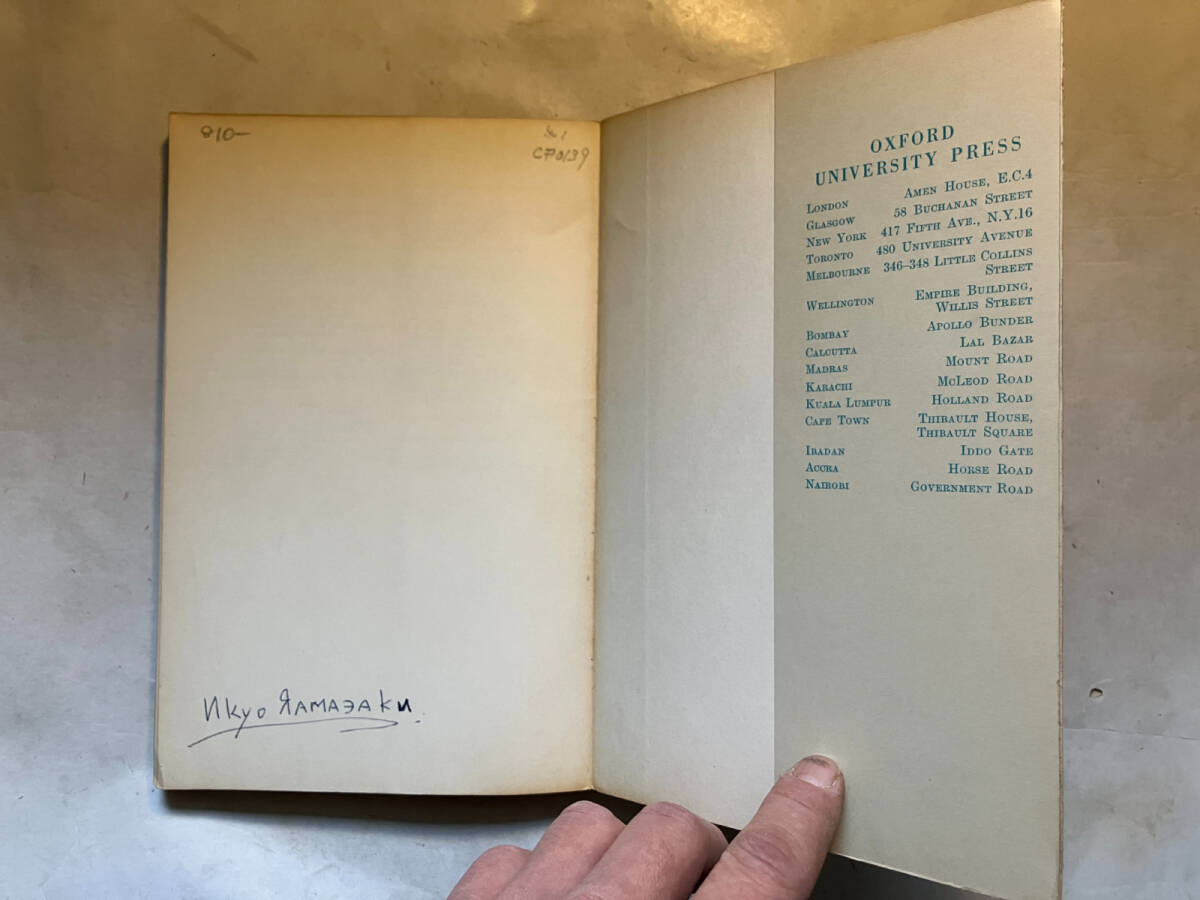 810—
CP0139
Икуо Ямаэаки.
OXFORD
UNIVERSITY PRESS
LONDON AMEN HOUSE, E.C.4
GLASGOW 58 BUCHANAN STREET
NEW YORK 417 FIFTH AVE., N.Y.16
TORONTO 480 UNIVERSITY AVENUE
MELBOURNE 346–348 LITTLE COLLINS
STREET
WELLINGTON EMPIRE BUILDING,
WILLIS STREET
BOMBAY APOLLO BUNDER
CALCUTTA LAL BAZAR
MADRAS MOUNT ROAD
KARACHI MCLEOD ROAD
KUALA LUMPUR HOLLAND ROAD
CAPE TOWN THIBAULT HOUSE,
THIBAULT SQUARE
IBADAN IDDO GATE
ACCRA HORSE ROAD
NAIROBI GOVERNMENT ROAD